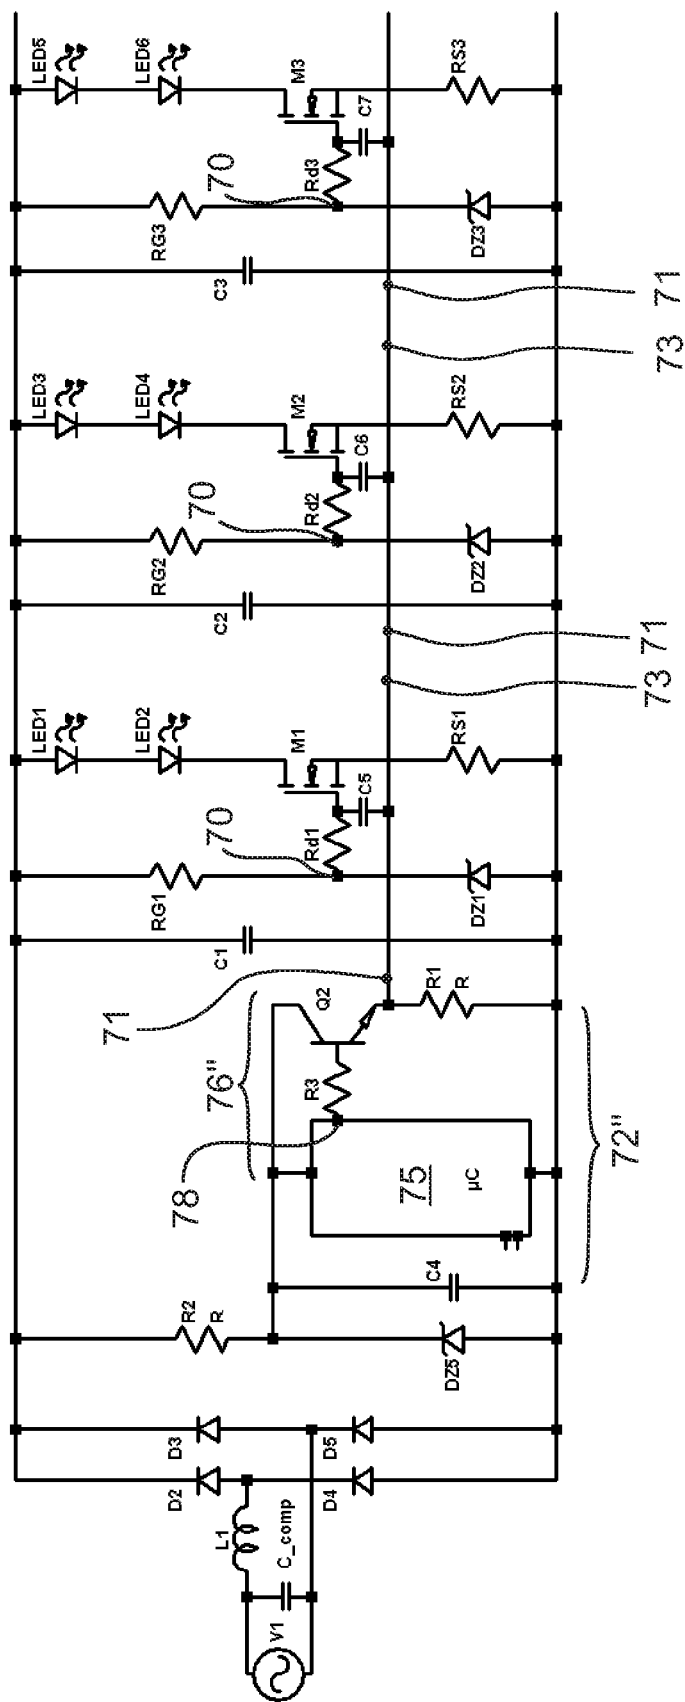 V1
C_comp
L1
D2
D3
D4
D5
R2
R
DZ5
C4
75
µC
78
R3
76"
Q2
71
R1
R
72"
C1
RG1
70
Rd1
DZ1
C5
LED1
LED2
M1
RS1
73
71
C2
RG2
70
Rd2
DZ2
C6
LED3
LED4
M2
RS2
73
71
C3
RG3
70
Rd3
DZ3
C7
LED5
LED6
M3
RS3